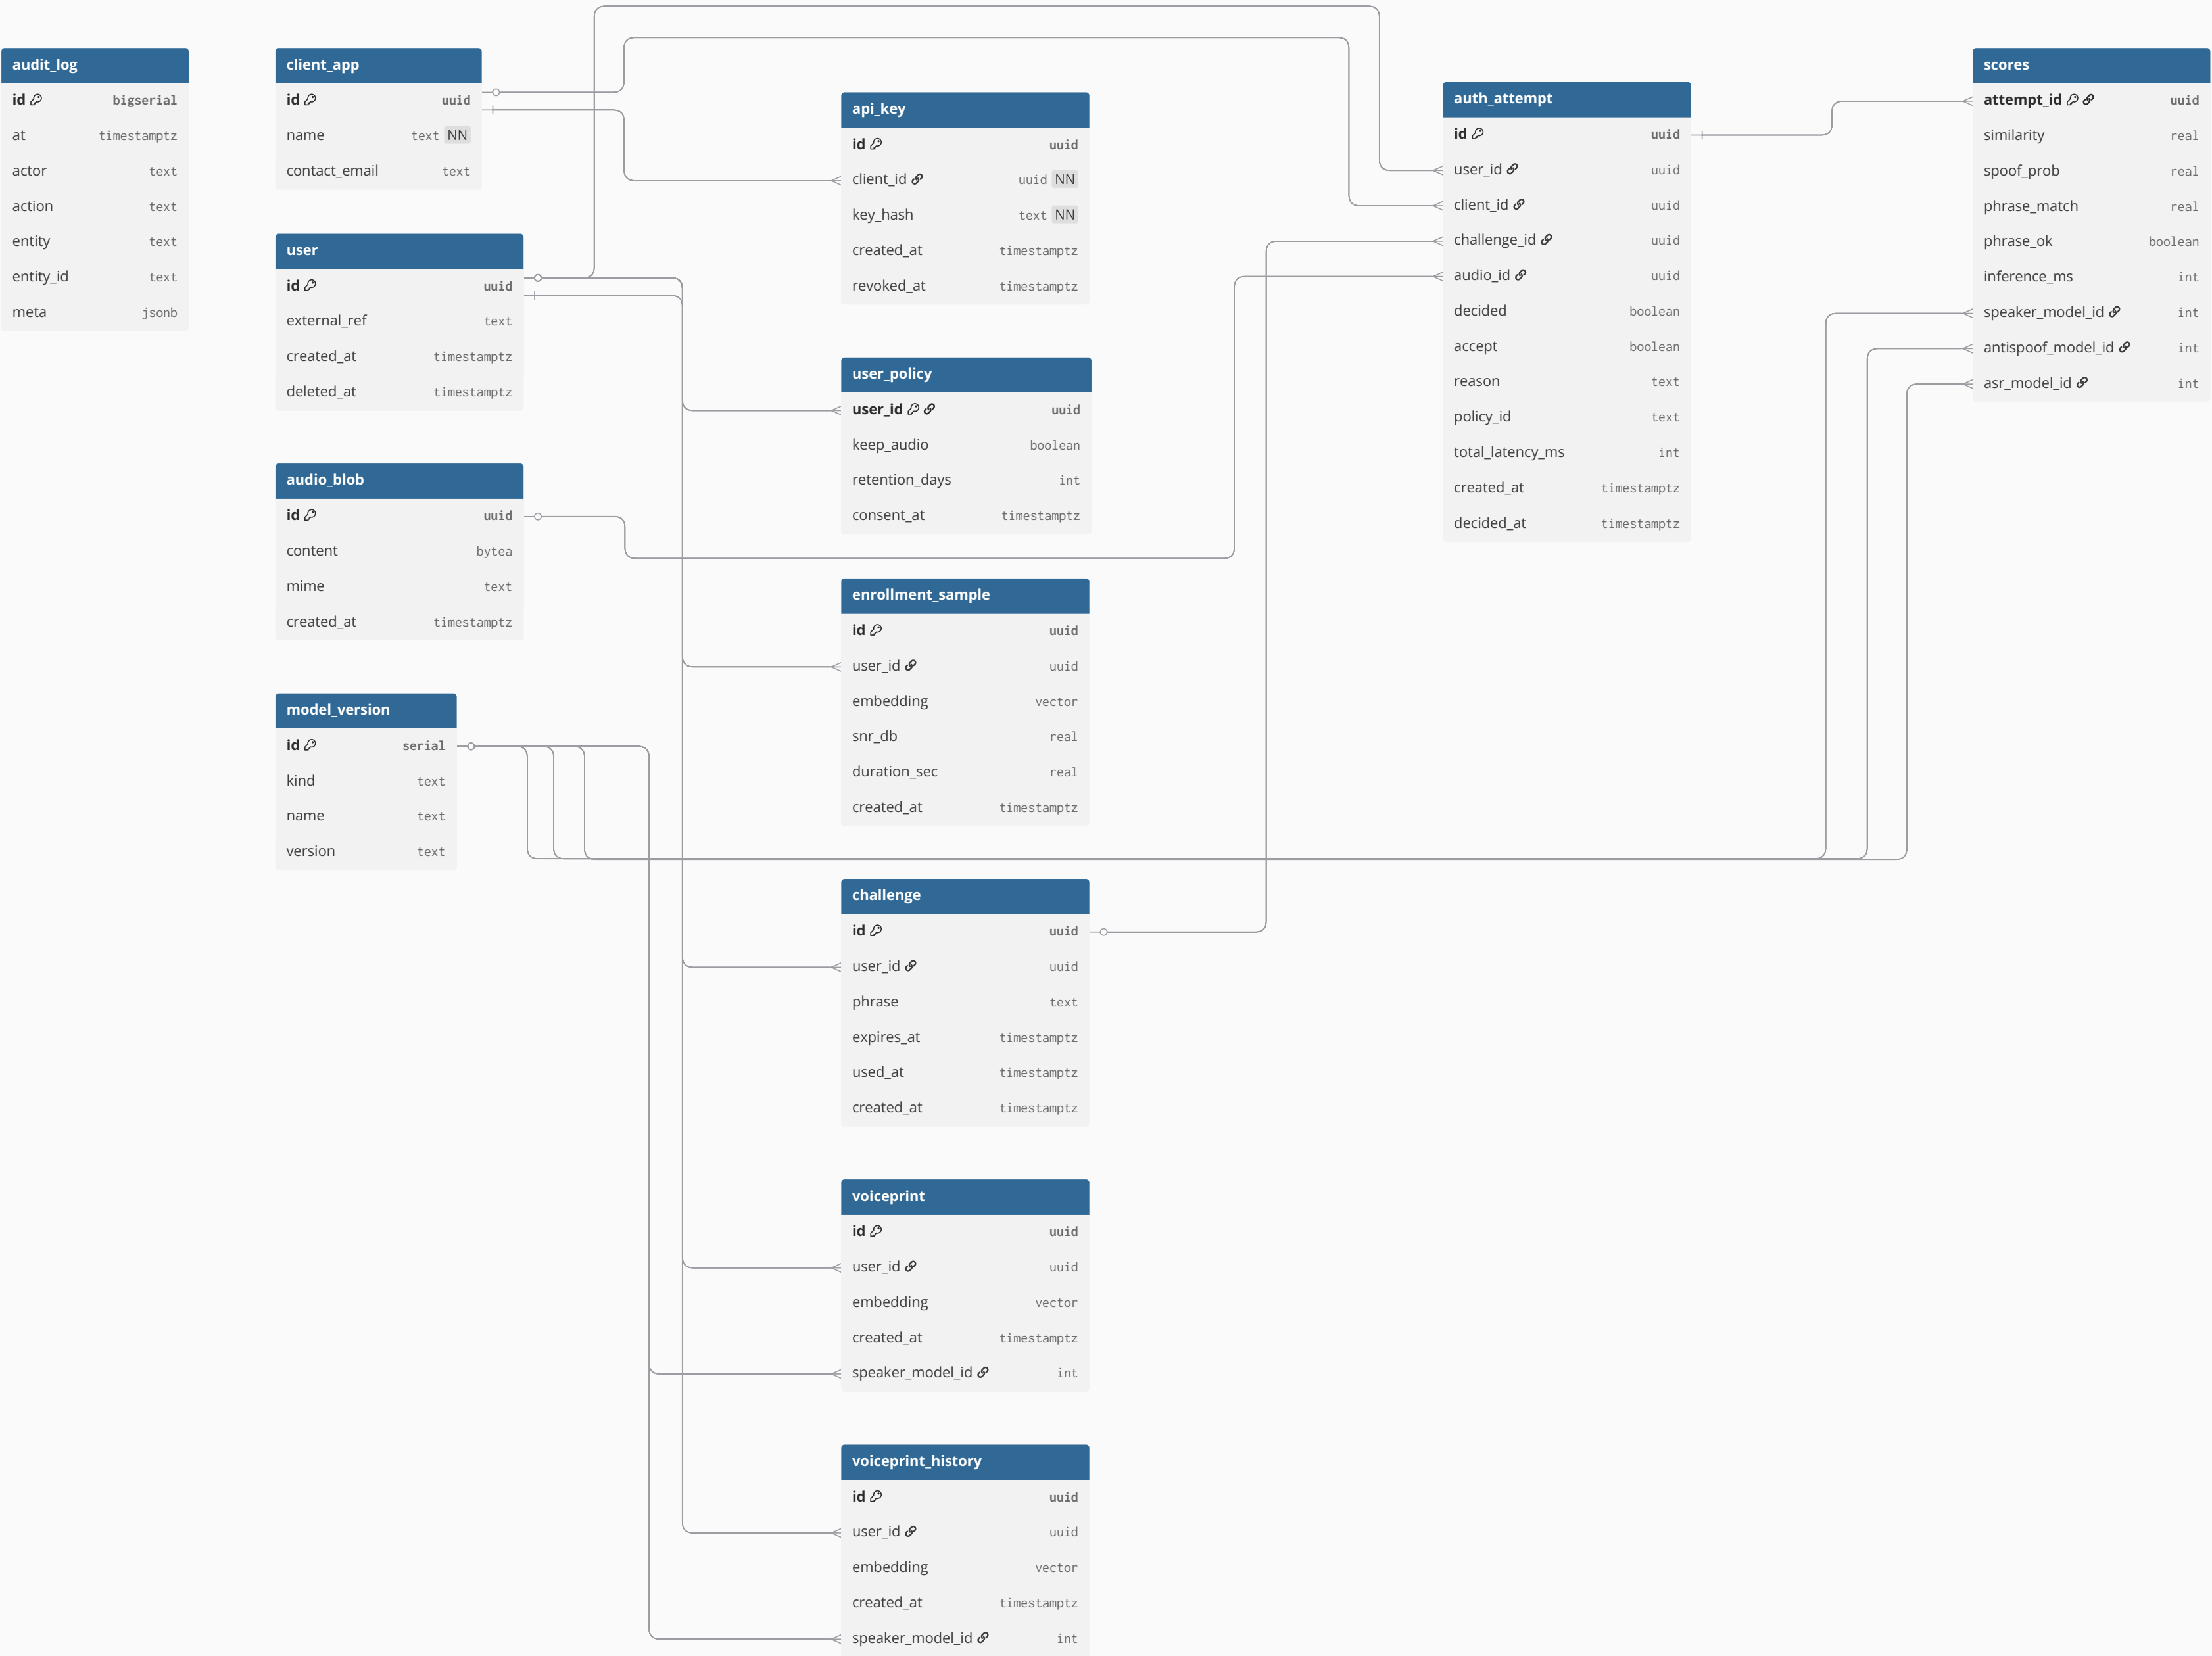 audit_log
id bigserial
at timestamptz
actor text
action text
entity text
entity_id text
meta jsonb
client_app
id uuid
name text NN
contact_email text
user
id uuid
external_ref text
created_at timestamptz
deleted_at timestamptz
audio_blob
id uuid
content bytea
mime text
created_at timestamptz
model_version
id serial
kind text
name text
version text
api_key
id uuid
client_id uuid NN
key_hash text NN
created_at timestamptz
revoked_at timestamptz
user_policy
user_id uuid
keep_audio boolean
retention_days int
consent_at timestamptz
enrollment_sample
id uuid
user_id uuid
embedding vector
snr_db real
duration_sec real
created_at timestamptz
challenge
id uuid
user_id uuid
phrase text
expires_at timestamptz
used_at timestamptz
created_at timestamptz
voiceprint
id uuid
user_id uuid
embedding vector
created_at timestamptz
speaker_model_id int
voiceprint_history
id uuid
user_id uuid
embedding vector
created_at timestamptz
speaker_model_id int
auth_attempt
id uuid
user_id uuid
client_id uuid
challenge_id uuid
audio_id uuid
decided boolean
accept boolean
reason text
policy_id text
total_latency_ms int
created_at timestamptz
decided_at timestamptz
scores
attempt_id uuid
similarity real
spoof_prob real
phrase_match real
phrase_ok boolean
inference_ms int
speaker_model_id int
antispoof_model_id int
asr_model_id int